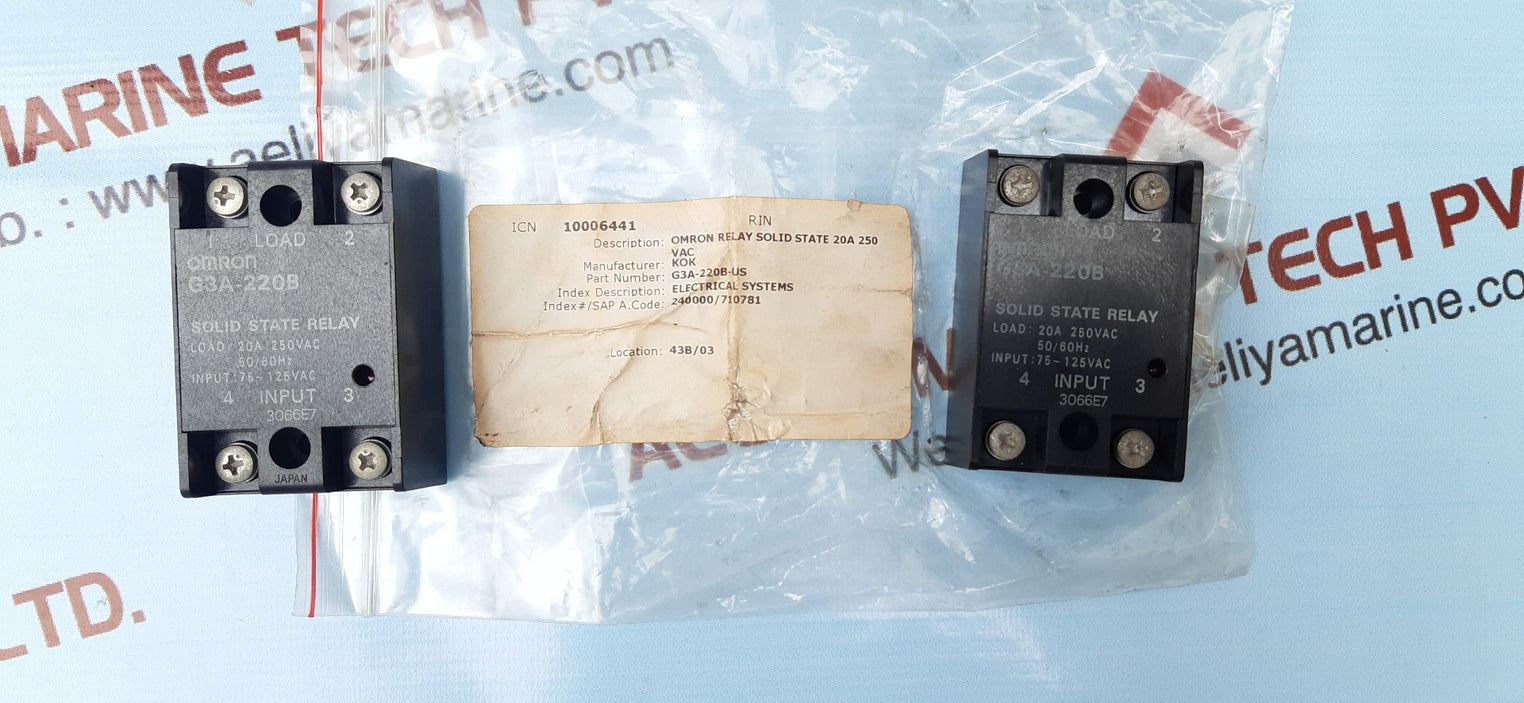 MARINE TECH PV
www.aeliyamarine.com
1 LOAD 2
OMRON
G3A-220B
SOLID STATE RELAY
LOAD: 20A 250VAC
50/60Hz
INPUT: 75~125VAC
4 INPUT 3
3066E7
JAPAN
ICN 10006441 RIN
Description: OMRON RELAY SOLID STATE 20A 250
VAC
Manufacturer: KOK
Part Number: G3A-220B-US
Index Description: ELECTRICAL SYSTEMS
Index#/SAP A.Code: 240000/710781
Location: 43B/03
LOAD 2
G3A-220B
SOLID STATE RELAY
LOAD: 20A 250VAC
50/60Hz
INPUT: 75~125VAC
4 INPUT 3
3066E7
TECH PV
eliyamarine.co
LTD.